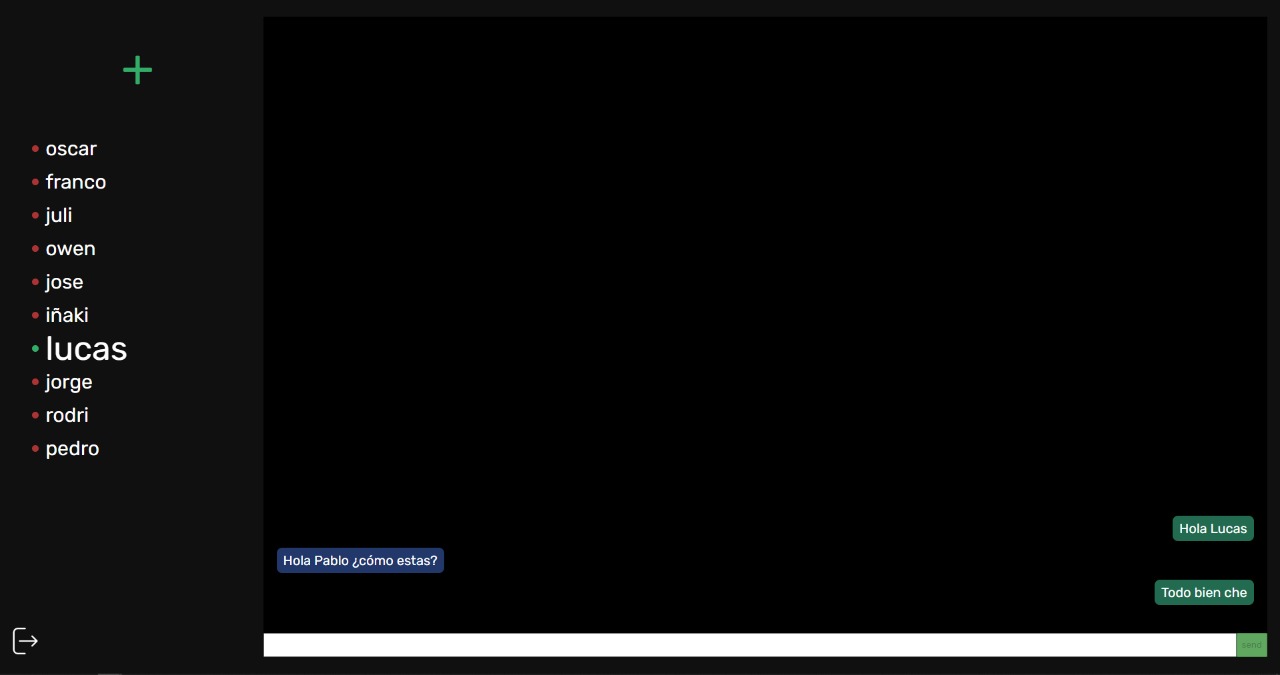 oscar
franco
juli
owen
jose
iñaki
lucas
jorge
rodri
pedro
Hola Lucas
Hola Pablo ¿cómo estas?
Todo bien che
send